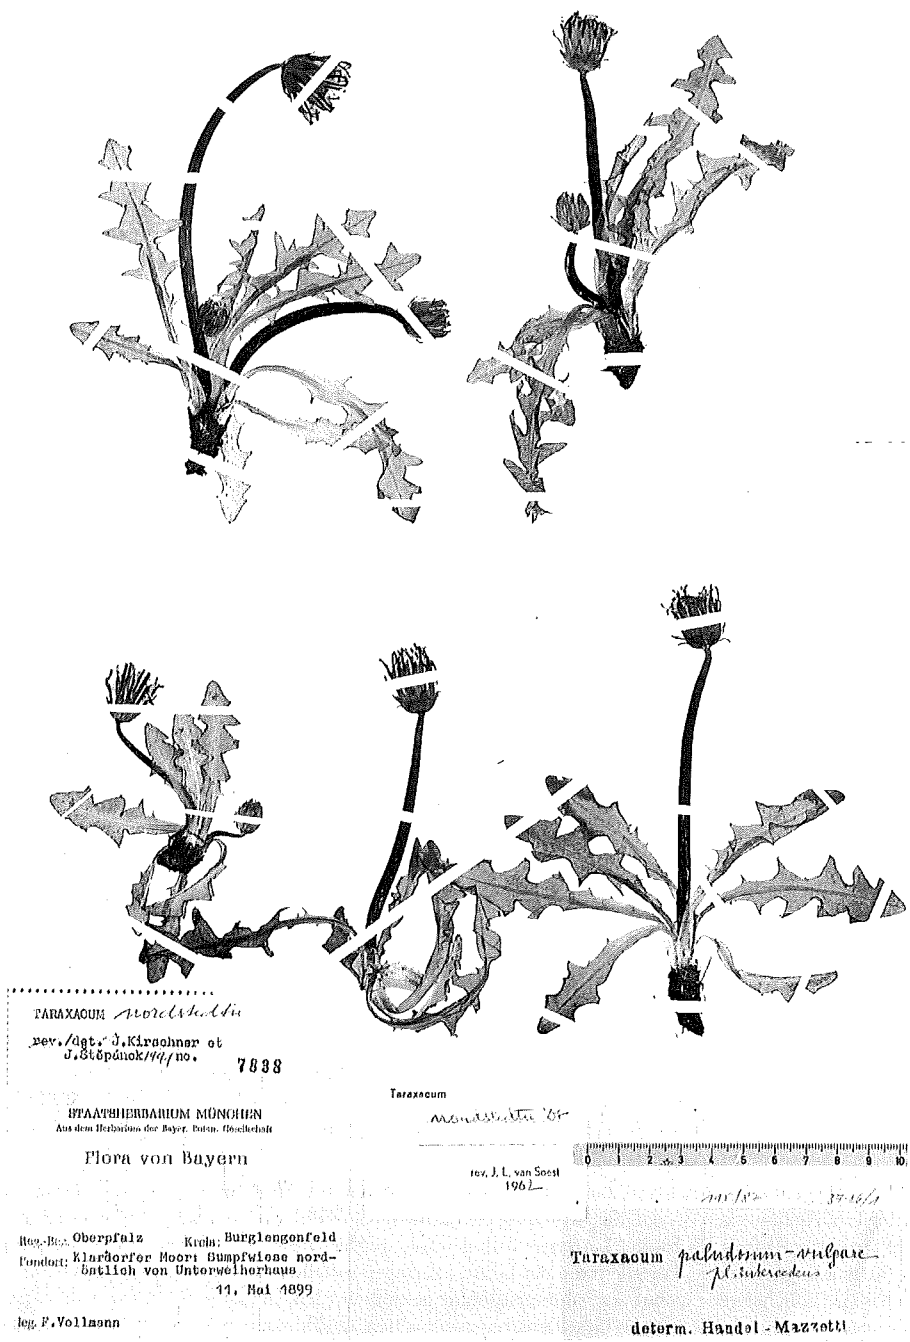 TARAXACUM nordstedtii
rev./det. J.Kirschner et
J.Štěpánek no.
7838
STAATSHERBARIUM MÜNCHEN
Aus dem Herbarium der Bayer. Botan. Gesellschaft
Flora von Bayern
Reg.-Bez. Oberpfalz Kreis: Burglengenfeld
Fundort: Klardorfer Moor: Sumpfwiese nord-
östlich von Unterweiherhaus
11. Mai 1899
leg. F.Vollmann
Taraxacum
nordstedtii
rev. J. L. van Soest
1962
0 1 2 3 4 5 6 7 8 9 10
Taraxacum paludosum-vulgare
pl. intercedens
determ. Handel-Mazzetti